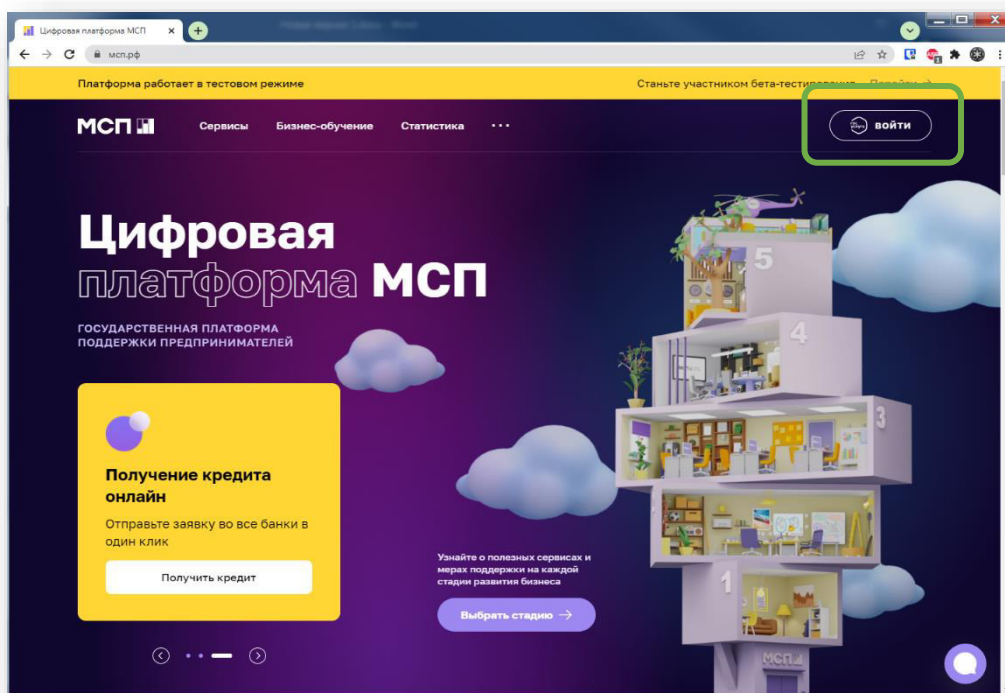 Цифровая платформа МСП
мсп.рф
Платформа работает в тестовом режиме
Станьте участником бета-тестирования Перейти →
МСП
Сервисы Бизнес-обучение Статистика ...
войти
Цифровая
платформа МСП
ГОСУДАРСТВЕННАЯ ПЛАТФОРМА
ПОДДЕРЖКИ ПРЕДПРИНИМАТЕЛЕЙ
5
4
3
1
Получение кредита
онлайн
Отправьте заявку во все банки в
один клик
Получить кредит
Узнайте о полезных сервисах и
мерах поддержки на каждой
стадии развития бизнеса
Выбрать стадию →
МСП